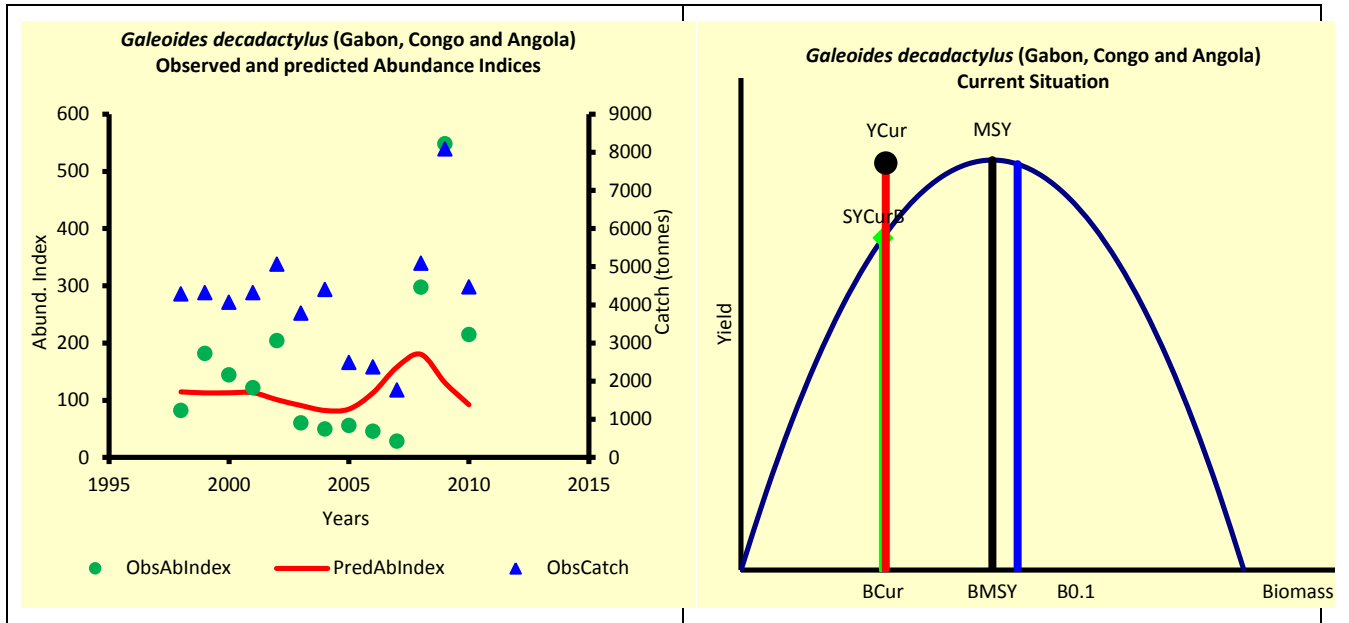 Galeoides decadactylus (Gabon, Congo and Angola)
Observed and predicted Abundance Indices
600
500
400
300
200
100
0
Abund. Index
9000
8000
7000
6000
5000
4000
3000
2000
1000
0
Catch (tonnes)
1995
2000
2005
2010
2015
Years
ObsAbIndex
PredAbIndex
ObsCatch
Galeoides decadactylus (Gabon, Congo and Angola)
Current Situation
YCur
MSY
SYCurB
Yield
BCur
BMSY
B0.1
Biomass